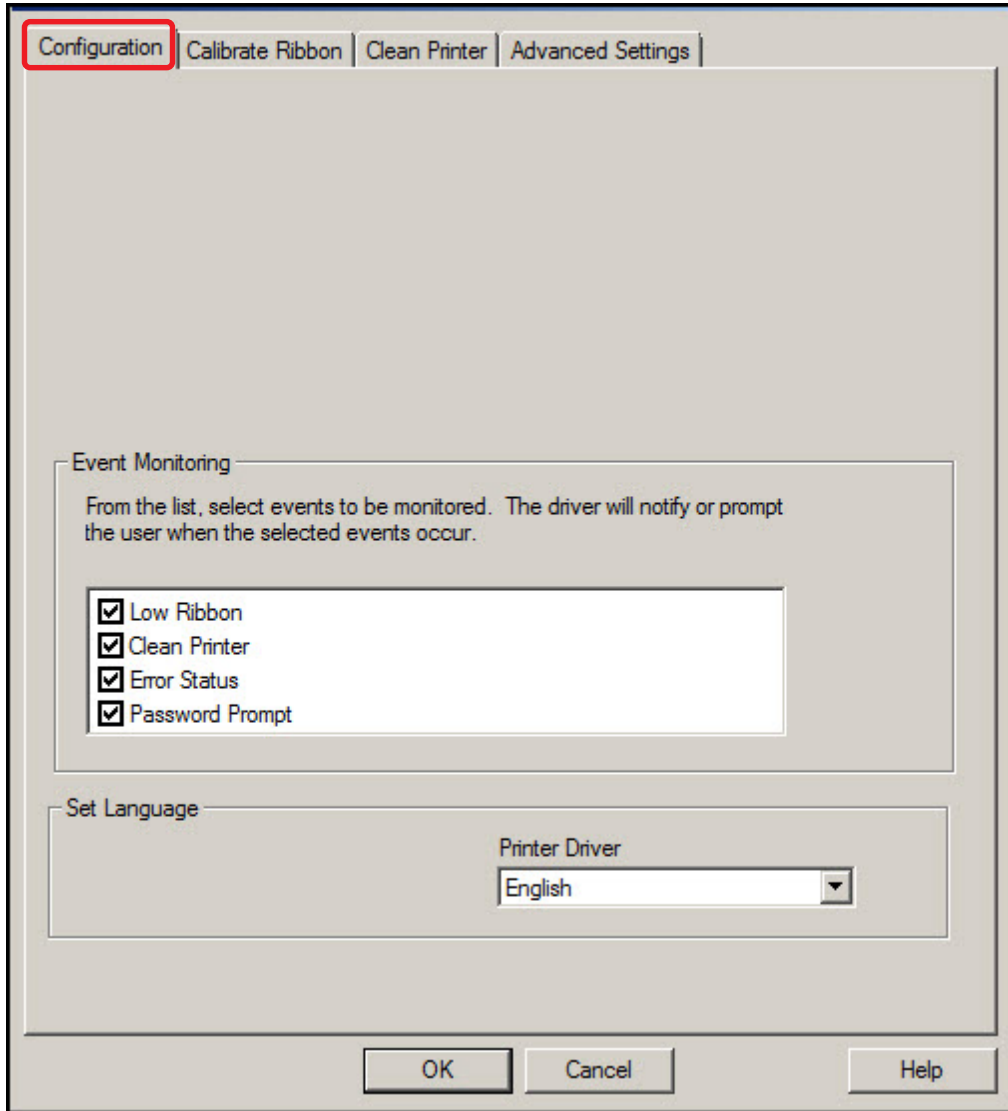 Configuration Calibrate Ribbon Clean Printer Advanced Settings
Event Monitoring
From the list, select events to be monitored. The driver will notify or prompt
the user when the selected events occur.
Low Ribbon
Clean Printer
Error Status
Password Prompt
Set Language
Printer Driver
English
OK Cancel Help